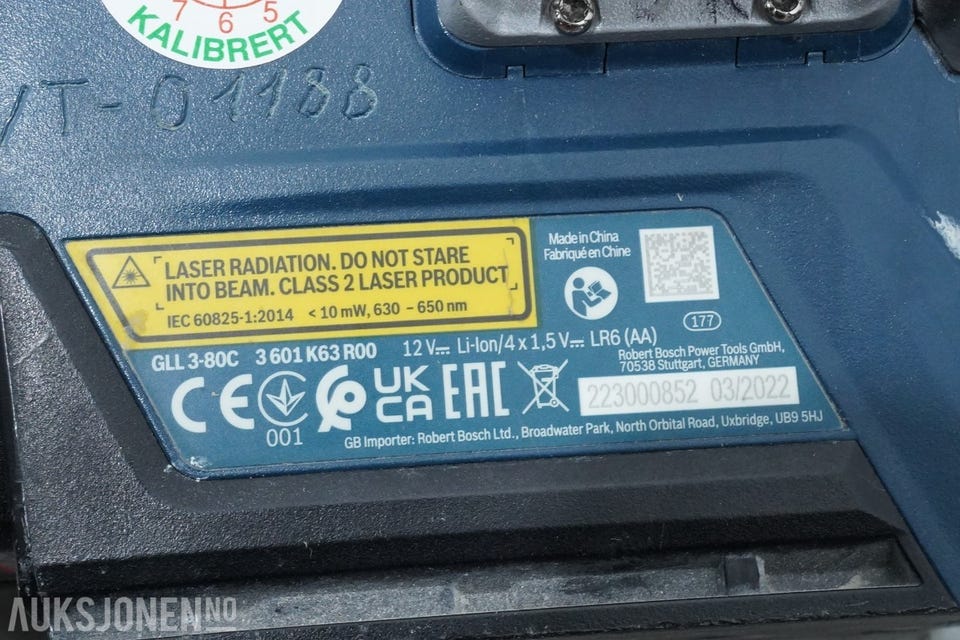 7 6 5
KALIBRERT
/T-01188
LASER RADIATION. DO NOT STARE
INTO BEAM. CLASS 2 LASER PRODUCT
IEC 60825-1:2014 < 10 mW, 630 – 650 nm
Made in China
Fabriqué en Chine
177
GLL 3-80C 3 601 K63 R00 12 V⎓ Li-Ion/4 x 1,5 V⎓ LR6 (AA)
Robert Bosch Power Tools GmbH,
70538 Stuttgart, GERMANY
CE
001
UK
CA
EAC
223000852 03/2022
GB Importer: Robert Bosch Ltd., Broadwater Park, North Orbital Road, Uxbridge, UB9 5HJ
AUKSJONEN.NO